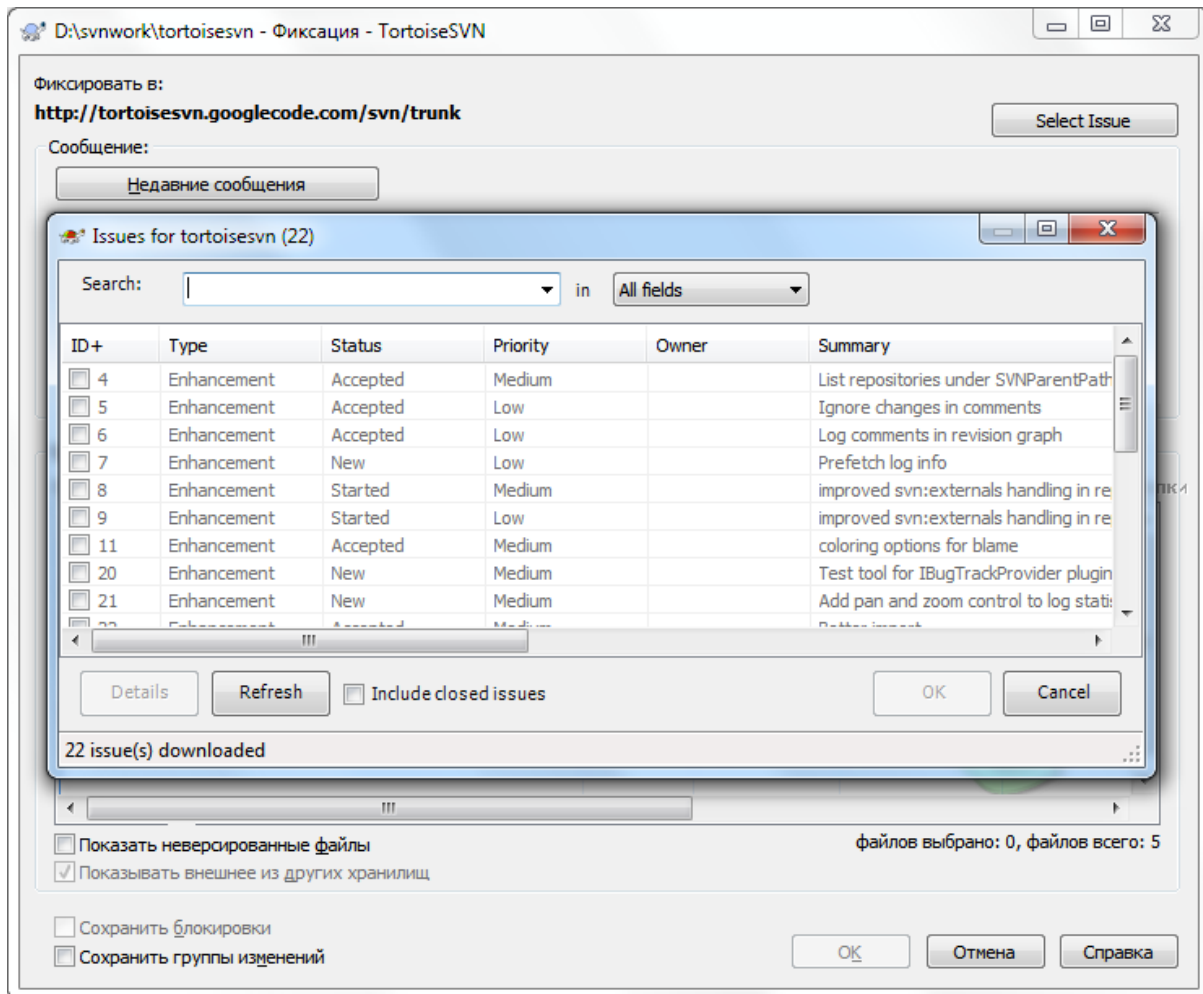 D:\svnwork\tortoisesvn - Фиксация - TortoiseSVN
Фиксировать в:
http://tortoisesvn.googlecode.com/svn/trunk
Select Issue
Сообщение:
Недавние сообщения
Issues for tortoisesvn (22)
Search: in All fields
ID+ Type Status Priority Owner Summary
4 Enhancement Accepted Medium List repositories under SVNParentPath
5 Enhancement Accepted Low Ignore changes in comments
6 Enhancement Accepted Low Log comments in revision graph
7 Enhancement New Low Prefetch log info
8 Enhancement Started Medium improved svn:externals handling in re
9 Enhancement Started Low improved svn:externals handling in re
11 Enhancement Accepted Medium coloring options for blame
20 Enhancement New Medium Test tool for IBugTrackProvider plugin
21 Enhancement New Medium Add pan and zoom control to log statis
Details Refresh Include closed issues OK Cancel
22 issue(s) downloaded
Показать неверсированные файлы
файлов выбрано: 0, файлов всего: 5
Показывать внешнее из других хранилищ
Сохранить блокировки
Сохранить группы изменений
OK Отмена Справка